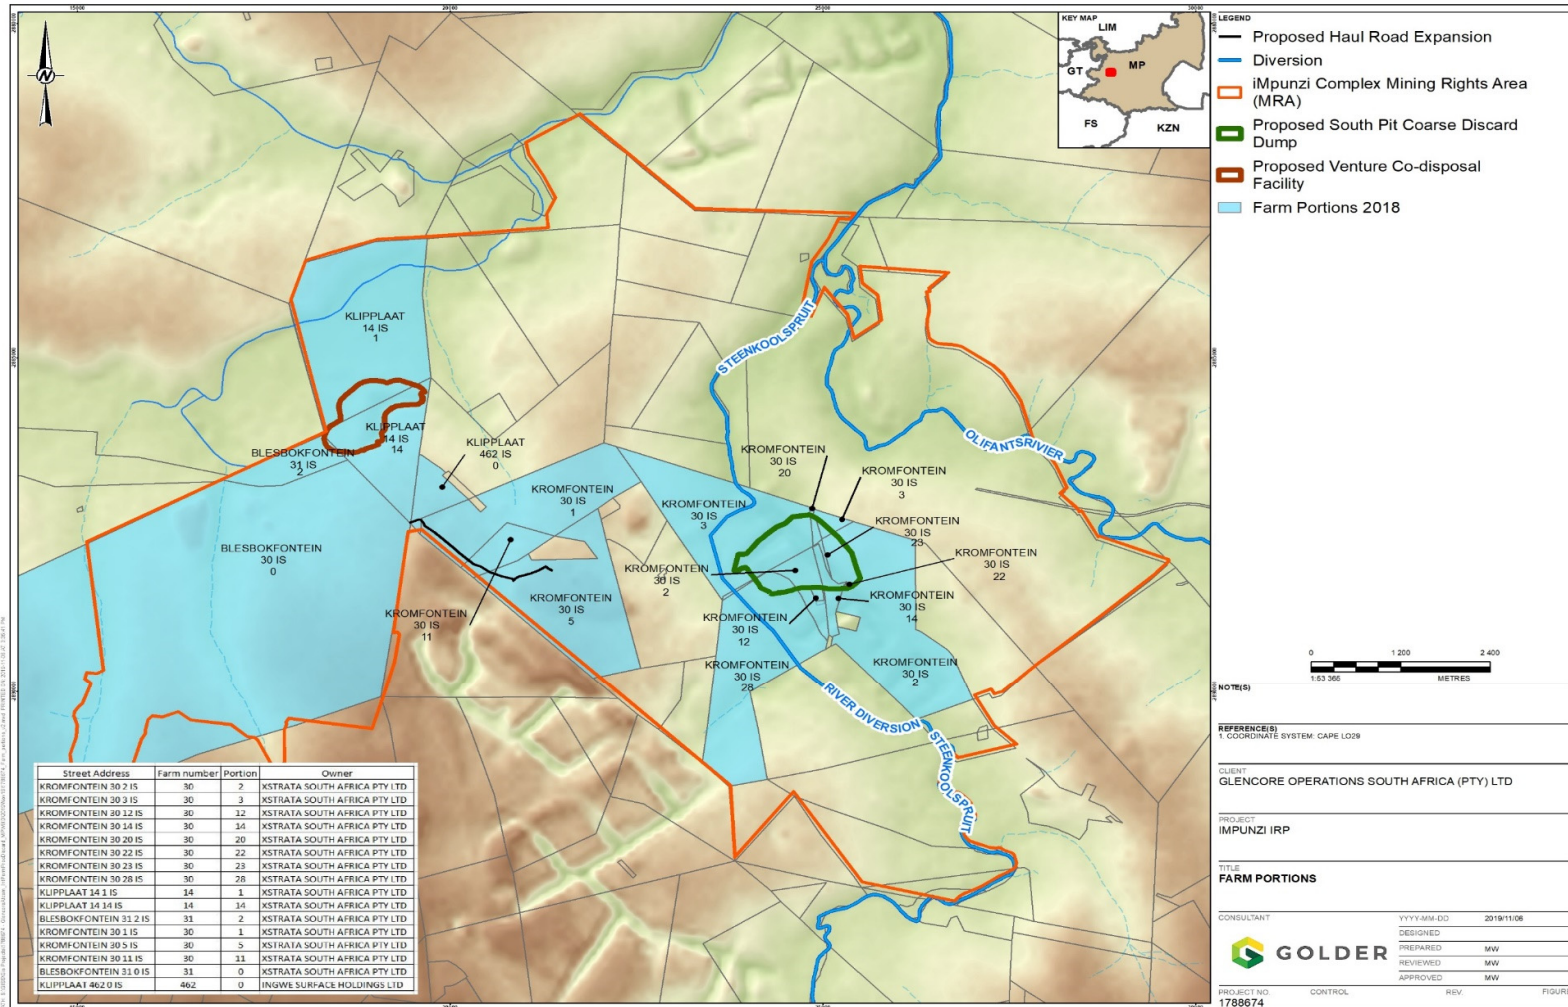 15000
20000
25000
30000
N
KEY MAP
LIM
GT
MP
FS
KZN
LEGEND
Proposed Haul Road Expansion
Diversion
iMpunzi Complex Mining Rights Area
(MRA)
Proposed South Pit Coarse Discard
Dump
Proposed Venture Co-disposal
Facility
Farm Portions 2018
KLIPPLAAT
14 IS
1
STEENKOOLSPRUIT
KLIPPLAAT
14 IS
14
BLESBOKFONTEIN
31 IS
2
KLIPPLAAT
462 IS
0
OLIFANTSRIVIER
KROMFONTEIN
30 IS
20
KROMFONTEIN
30 IS
3
KROMFONTEIN
30 IS
1
KROMFONTEIN
30 IS
3
KROMFONTEIN
30 IS
23
BLESBOKFONTEIN
30 IS
0
KROMFONTEIN
30 IS
22
KROMFONTEIN
30 IS
2
KROMFONTEIN
30 IS
11
KROMFONTEIN
30 IS
5
KROMFONTEIN
30 IS
12
KROMFONTEIN
30 IS
14
KROMFONTEIN
30 IS
28
KROMFONTEIN
30 IS
2
RIVER DIVERSION
STEENKOLSPRUIT
Street Address Farm number Portion Owner
KROMFONTEIN 30 2 IS 30 2 XSTRATA SOUTH AFRICA PTY LTD
KROMFONTEIN 30 3 IS 30 3 XSTRATA SOUTH AFRICA PTY LTD
KROMFONTEIN 30 12 IS 30 12 XSTRATA SOUTH AFRICA PTY LTD
KROMFONTEIN 30 14 IS 30 14 XSTRATA SOUTH AFRICA PTY LTD
KROMFONTEIN 30 20 IS 30 20 XSTRATA SOUTH AFRICA PTY LTD
KROMFONTEIN 30 22 IS 30 22 XSTRATA SOUTH AFRICA PTY LTD
KROMFONTEIN 30 23 IS 30 23 XSTRATA SOUTH AFRICA PTY LTD
KROMFONTEIN 30 28 IS 30 28 XSTRATA SOUTH AFRICA PTY LTD
KLIPPLAAT 14 1 IS 14 1 XSTRATA SOUTH AFRICA PTY LTD
KLIPPLAAT 14 14 IS 14 14 XSTRATA SOUTH AFRICA PTY LTD
BLESBOKFONTEIN 31 2 IS 31 2 XSTRATA SOUTH AFRICA PTY LTD
KROMFONTEIN 30 1 IS 30 1 XSTRATA SOUTH AFRICA PTY LTD
KROMFONTEIN 30 5 IS 30 5 XSTRATA SOUTH AFRICA PTY LTD
KROMFONTEIN 30 11 IS 30 11 XSTRATA SOUTH AFRICA PTY LTD
BLESBOKFONTEIN 31 0 IS 31 0 XSTRATA SOUTH AFRICA PTY LTD
KLIPPLAAT 462 0 IS 462 0 INGWE SURFACE HOLDINGS LTD
0 1 200 2 400
1:53 366 METRES
NOTE(S)
REFERENCE(S)
1. COORDINATE SYSTEM: CAPE LO29
CLIENT
GLENCORE OPERATIONS SOUTH AFRICA (PTY) LTD
PROJECT
IMPUNZI IRP
TITLE
FARM PORTIONS
CONSULTANT
GOLDER
YYYY-MM-DD 2019/11/06
DESIGNED
PREPARED MW
REVIEWED MW
APPROVED MW
PROJECT NO. CONTROL REV. FIGURE
1788674